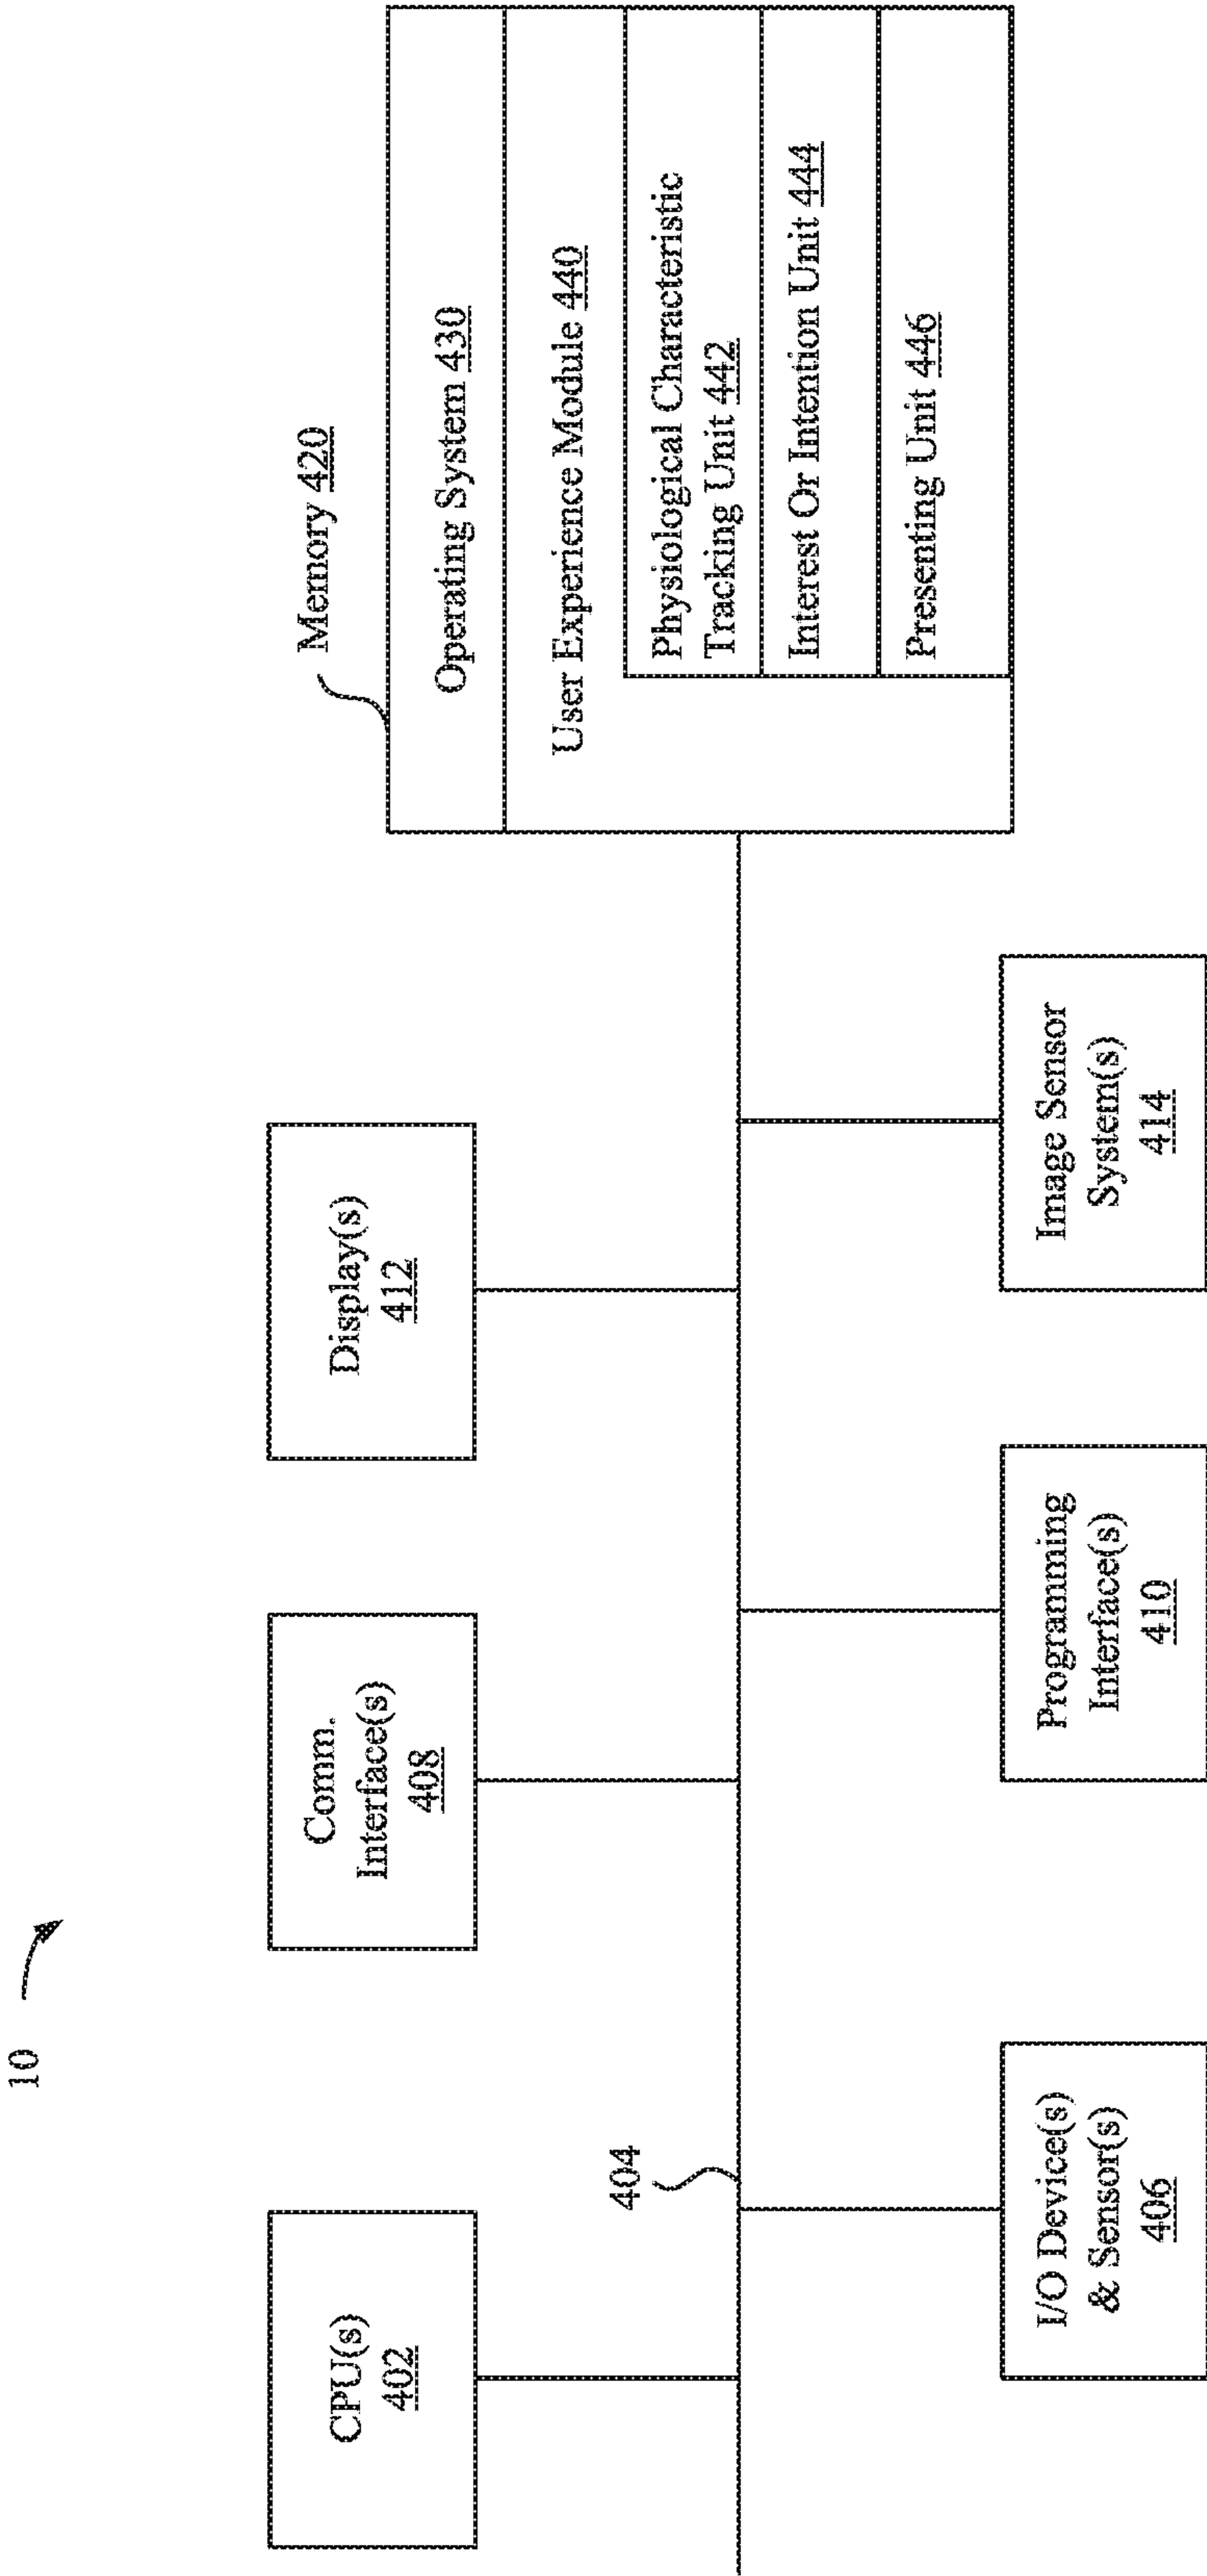 10
CPU(s)
402
Comm.
Interface(s)
408
Display(s)
412
404
I/O Device(s)
& Sensor(s)
406
Programming
Interface(s)
410
Image Sensor
System(s)
414
Memory 420
Operating System 430
User Experience Module 440
Physiological Characteristic
Tracking Unit 442
Interest Or Intention Unit 444
Presenting Unit 446